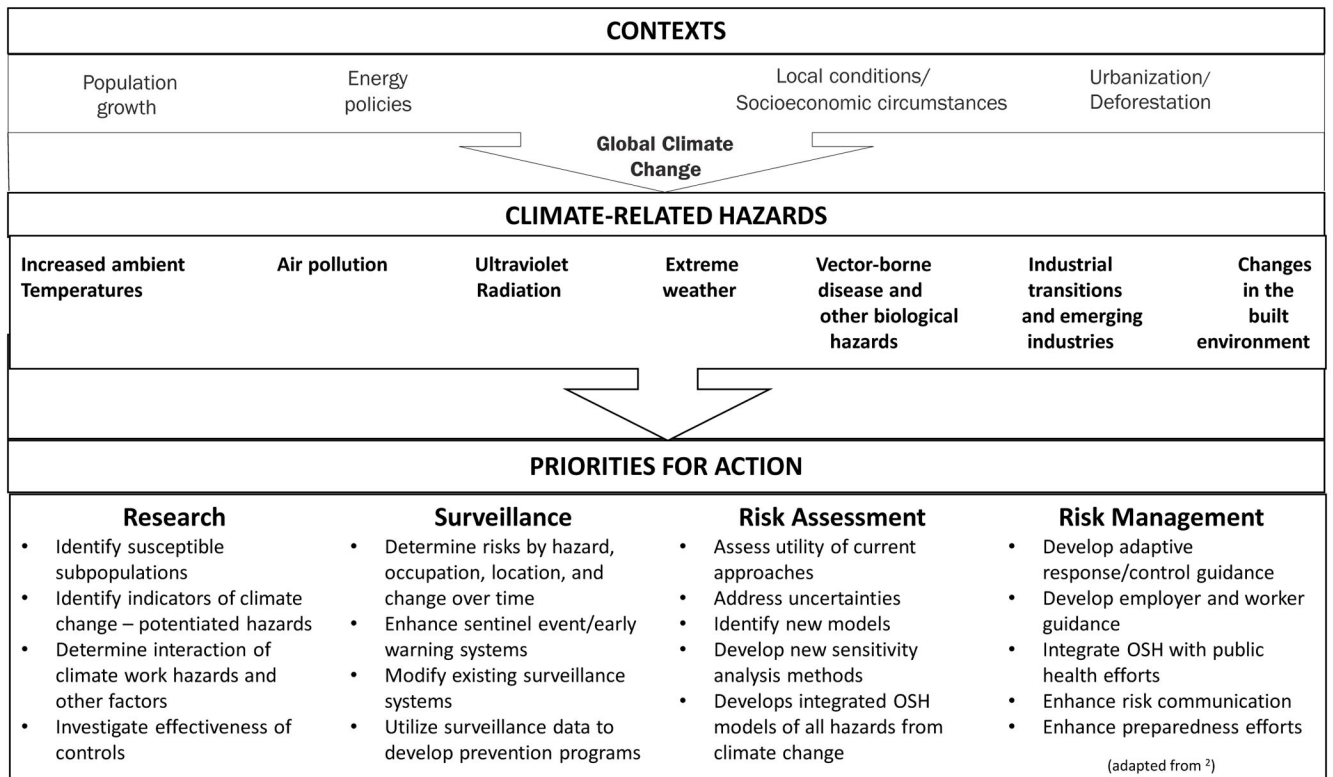 CONTEXTS
Population
growth
Energy
policies
Local conditions/
Socioeconomic circumstances
Urbanization/
Deforestation
Global Climate
Change
CLIMATE-RELATED HAZARDS
Increased ambient
Temperatures
Air pollution
Ultraviolet
Radiation
Extreme
weather
Vector-borne
disease and
other biological
hazards
Industrial
transitions
and emerging
industries
Changes
in the
built
environment
PRIORITIES FOR ACTION
Research
• Identify susceptible
subpopulations
• Identify indicators of climate
change – potentiated hazards
• Determine interaction of
climate work hazards and
other factors
• Investigate effectiveness of
controls
Surveillance
• Determine risks by hazard,
occupation, location, and
change over time
• Enhance sentinel event/early
warning systems
• Modify existing surveillance
systems
• Utilize surveillance data to
develop prevention programs
Risk Assessment
• Assess utility of current
approaches
• Address uncertainties
• Identify new models
• Develop new sensitivity
analysis methods
• Develops integrated OSH
models of all hazards from
climate change
Risk Management
• Develop adaptive
response/control guidance
• Develop employer and worker
guidance
• Integrate OSH with public
health efforts
• Enhance risk communication
• Enhance preparedness efforts
(adapted from ²)